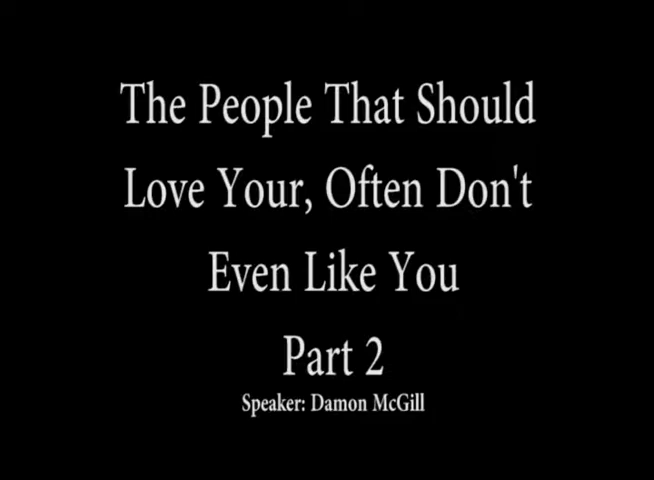 The People That Should
Love Your, Often Don't
Even Like You
Part 2
Speaker: Damon McGill